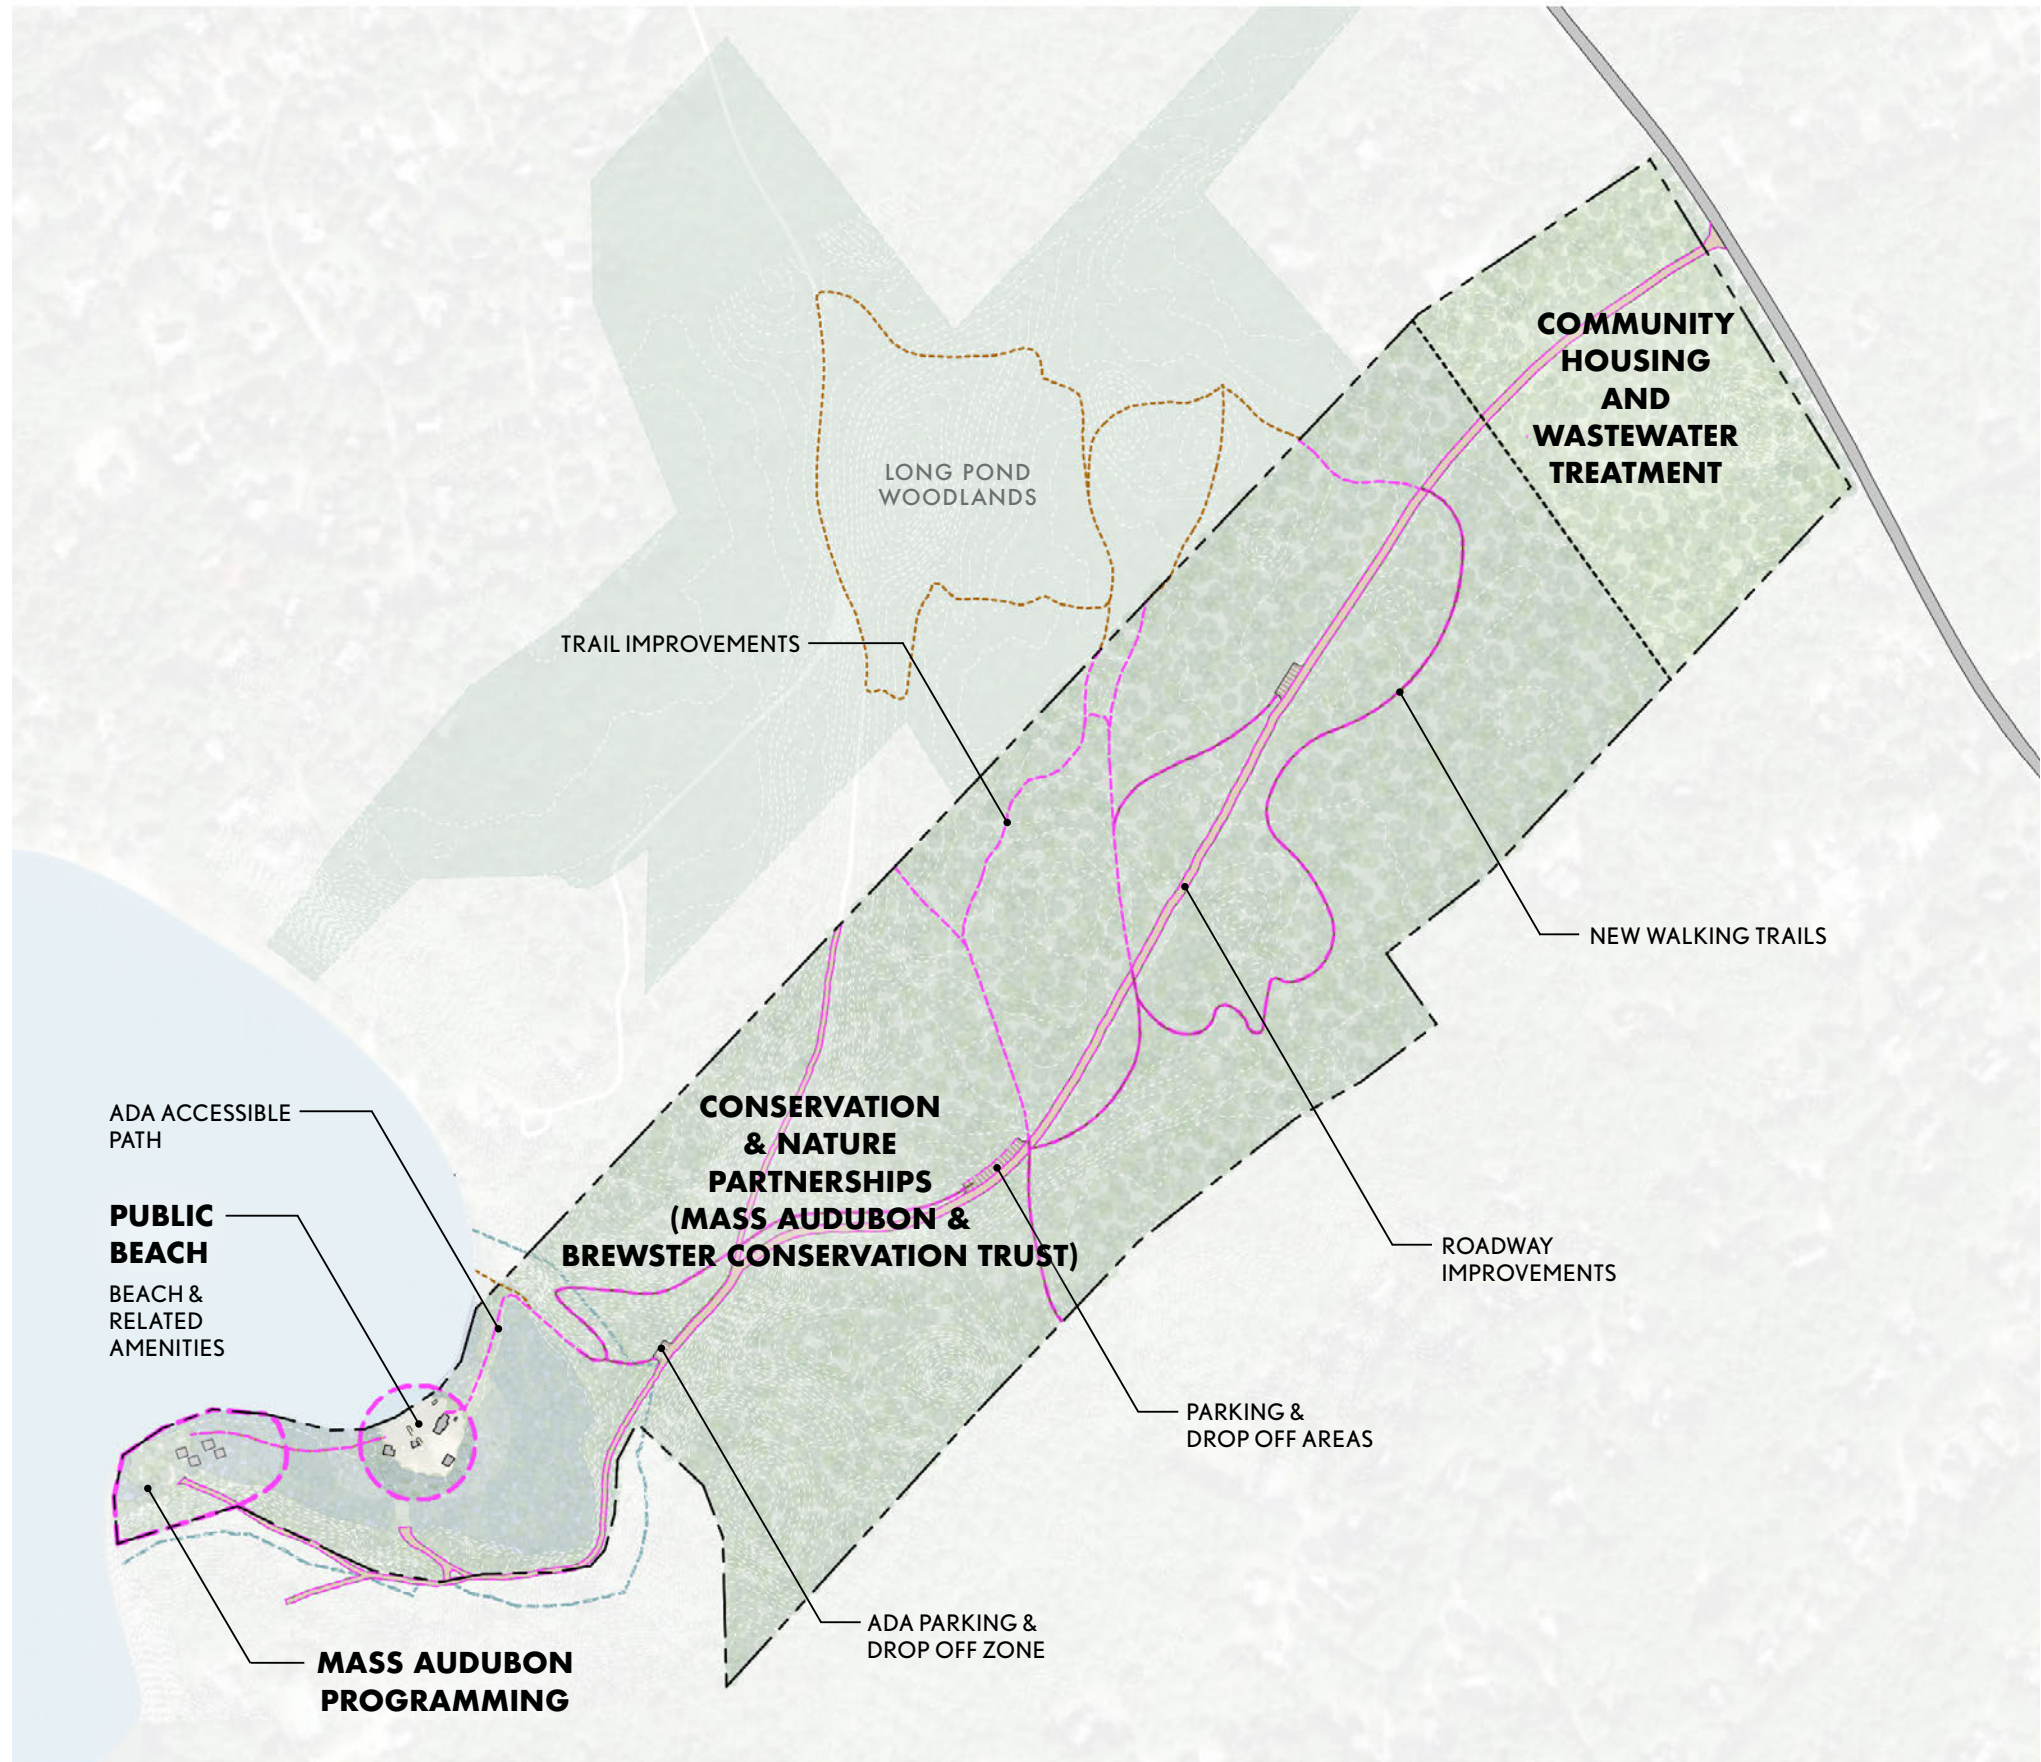 COMMUNITY
HOUSING
AND
WASTEWATER
TREATMENT
LONG POND
WOODLANDS
TRAIL IMPROVEMENTS
NEW WALKING TRAILS
CONSERVATION
& NATURE
PARTNERSHIPS
(MASS AUDUBON &
BREWSTER CONSERVATION TRUST)
ADA ACCESSIBLE
PATH
PUBLIC
BEACH
BEACH &
RELATED
AMENITIES
ROADWAY
IMPROVEMENTS
PARKING &
DROP OFF AREAS
ADA PARKING &
DROP OFF ZONE
MASS AUDUBON
PROGRAMMING